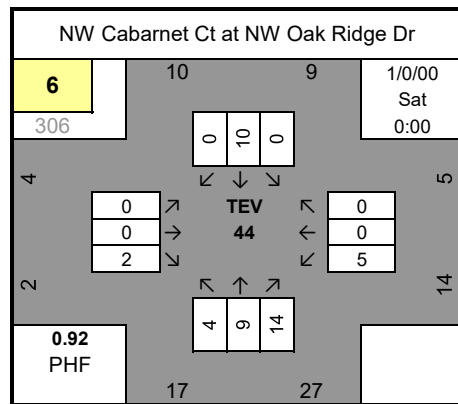 NW Cabarnet Ct at NW Oak Ridge Dr
6
306
10
9
1/0/00
Sat
0:00
0
10
0
↙ ↓ ↘
4
5
0 ↗ TEV ↖ 0
0 → 44 ← 0
2 ↘ ↙ 5
2
14
↖ ↑ ↗
4
9
14
0.92
PHF
17
27